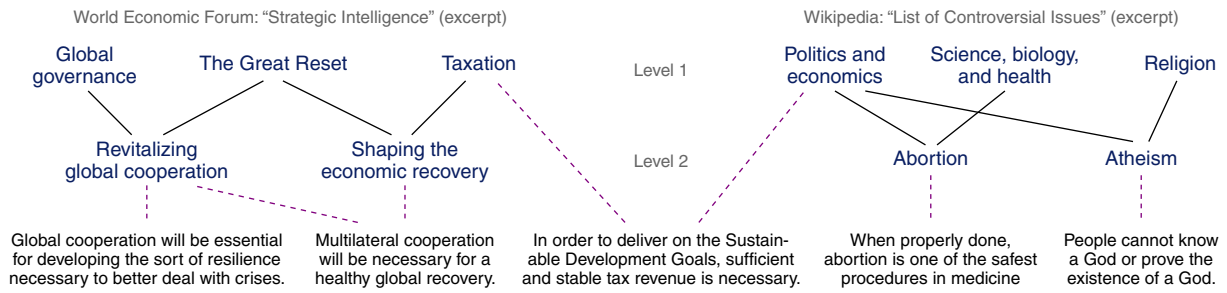 World Economic Forum: “Strategic Intelligence” (excerpt)
Wikipedia: “List of Controversial Issues” (excerpt)
Global
governance
The Great Reset
Taxation
Level 1
Politics and
economics
Science, biology,
and health
Religion
Revitalizing
global cooperation
Shaping the
economic recovery
Level 2
Abortion
Atheism
Global cooperation will be essential
for developing the sort of resilience
necessary to better deal with crises.
Multilateral cooperation
will be necessary for a
healthy global recovery.
In order to deliver on the Sustain-
able Development Goals, sufficient
and stable tax revenue is necessary.
When properly done,
abortion is one of the safest
procedures in medicine
People cannot know
a God or prove the
existence of a God.